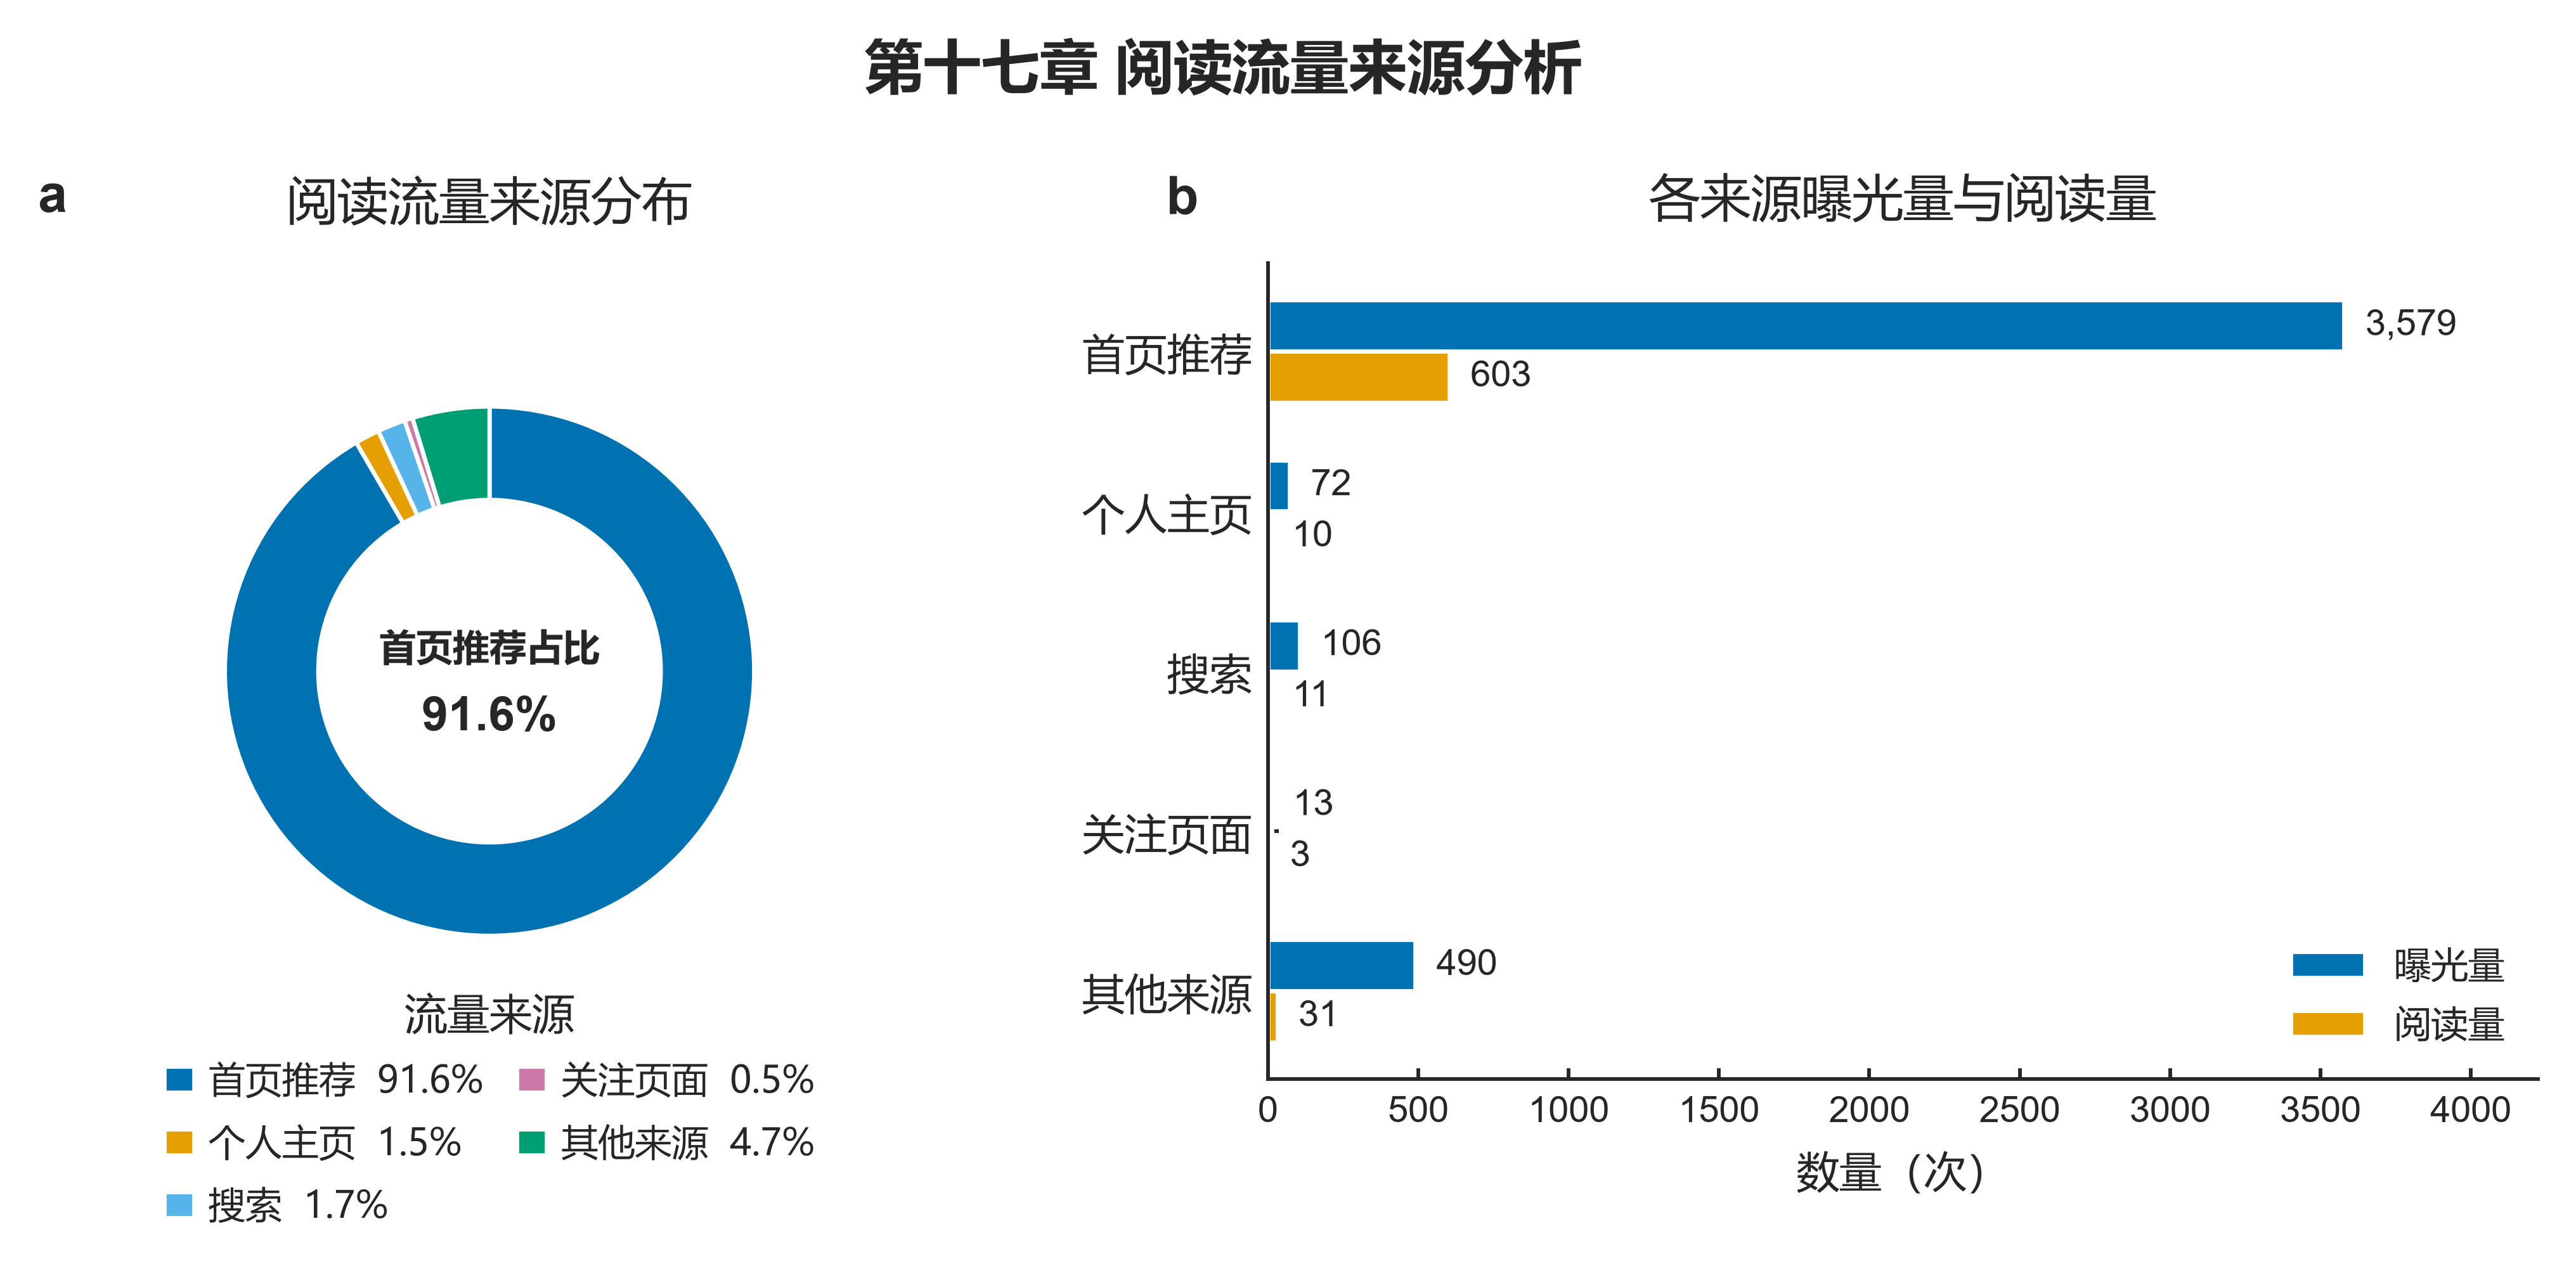 第十七章 阅读流量来源分析
a
阅读流量来源分布
首页推荐占比
91.6%
流量来源
首页推荐 91.6%
个人主页 1.5%
搜索 1.7%
关注页面 0.5%
其他来源 4.7%
b
各来源曝光量与阅读量
首页推荐
3,579
603
个人主页
72
10
搜索
106
11
关注页面
13
3
其他来源
490
31
曝光量
阅读量
0 500 1000 1500 2000 2500 3000 3500 4000
数量（次）